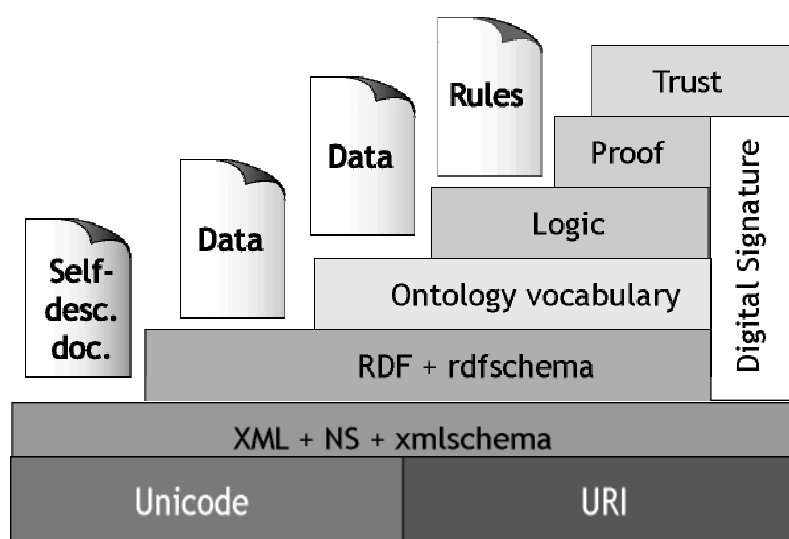 Rules
Trust
Data
Proof
Data
Logic
Self-
desc.
doc.
Ontology vocabulary
Digital Signature
RDF + rdfschema
XML + NS + xmlschema
Unicode
URI